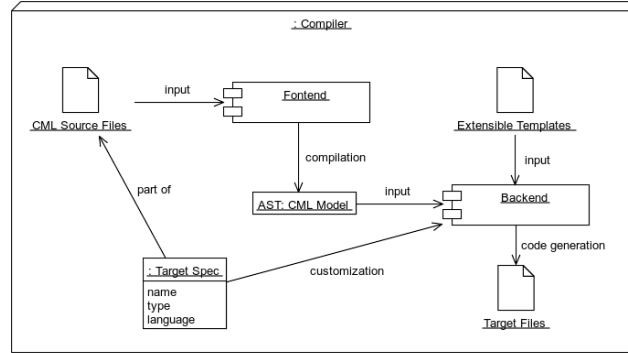 : Compiler
input
Fontend
CML Source Files
Extensible Templates
compilation
input
part of
AST: CML Model
input
Backend
: Target Spec
customization
code generation
name
type
language
Target Files